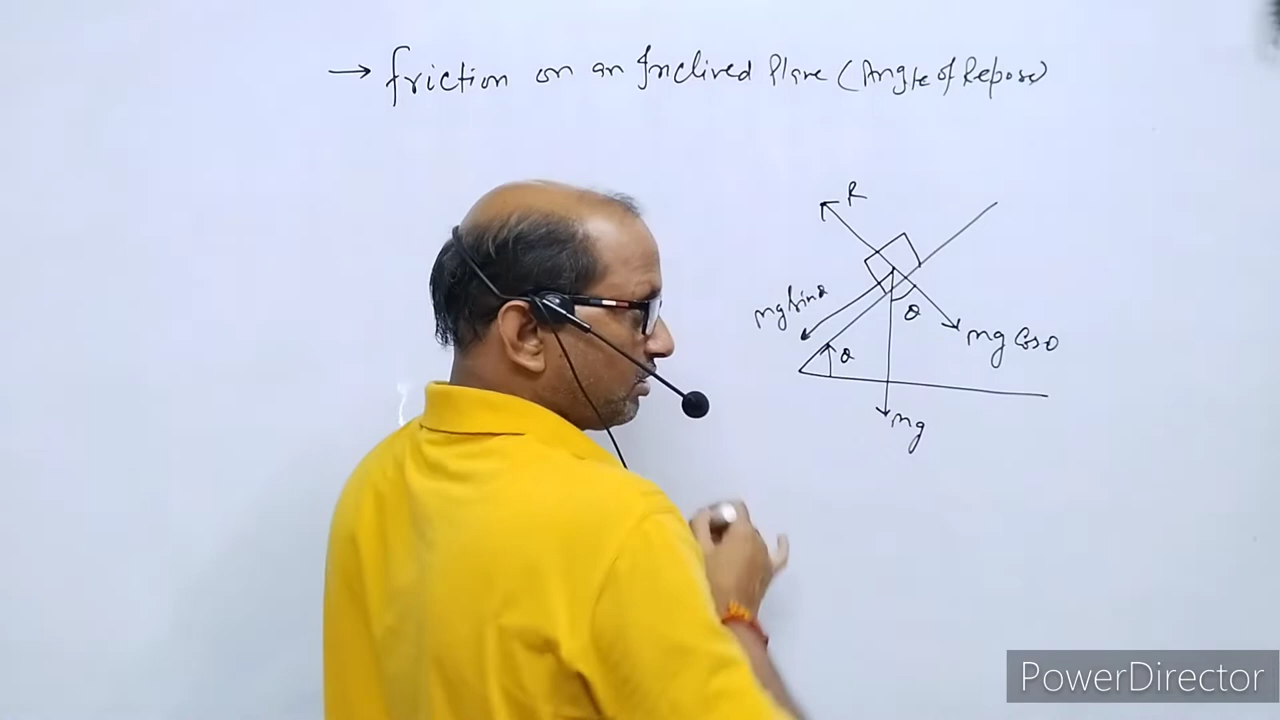 → friction on an Inclined Plane (Angle of Repose)
R
mg sinθ
θ
mg cosθ
θ
mg
PowerDirector